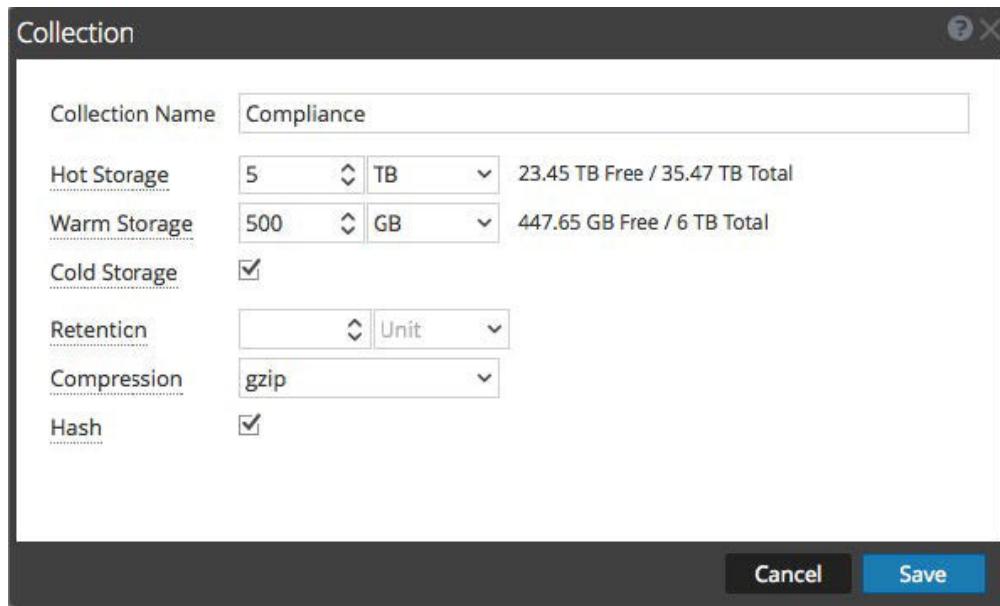 Collection
Collection Name Compliance
Hot Storage 5 TB 23.45 TB Free / 35.47 TB Total
Warm Storage 500 GB 447.65 GB Free / 6 TB Total
Cold Storage
Retention Unit
Compression gzip
Hash
Cancel Save